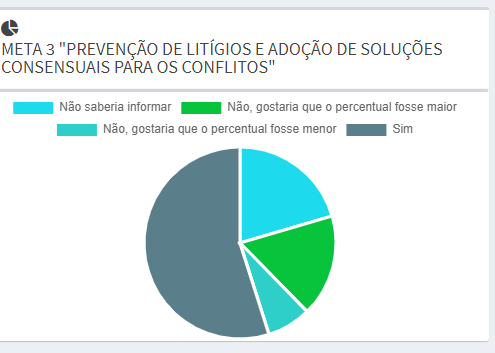 META 3 "PREVENÇÃO DE LITÍGIOS E ADOÇÃO DE SOLUÇÕES
CONSENSUAIS PARA OS CONFLITOS"
Não saberia informar Não, gostaria que o percentual fosse maior
Não, gostaria que o percentual fosse menor Sim